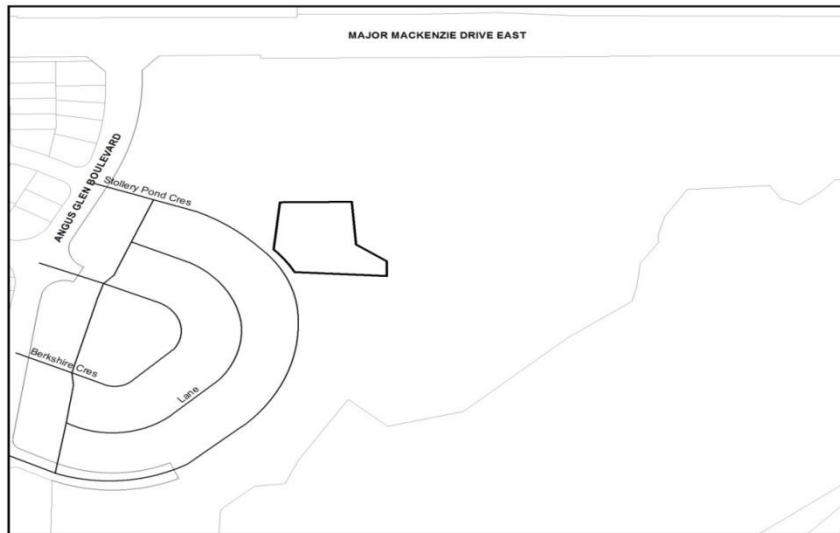 MAJOR MACKENZIE DRIVE EAST
ANGUS GLEN BOULEVARD
Stollery Pond Cres
Berkshire Cres
Lane